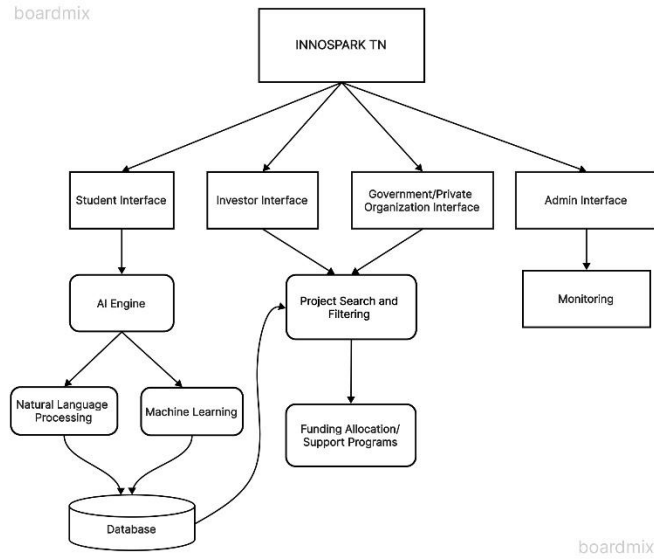 boardmix
INNOSPARK TN
Student Interface
Investor Interface
Government/Private
Organization Interface
Admin Interface
AI Engine
Project Search and
Filtering
Monitoring
Natural Language
Processing
Machine Learning
Funding Allocation/
Support Programs
Database
boardmix